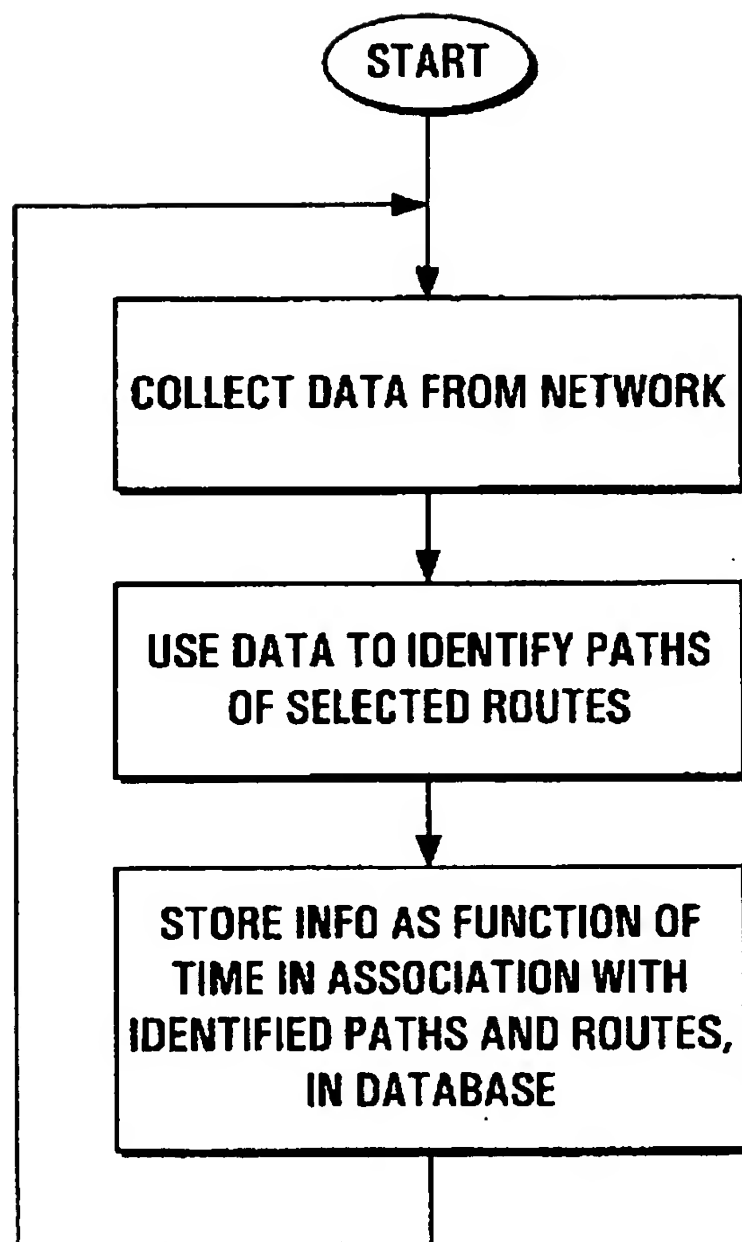 START
COLLECT DATA FROM NETWORK
USE DATA TO IDENTIFY PATHS
OF SELECTED ROUTES
STORE INFO AS FUNCTION OF
TIME IN ASSOCIATION WITH
IDENTIFIED PATHS AND ROUTES,
IN DATABASE